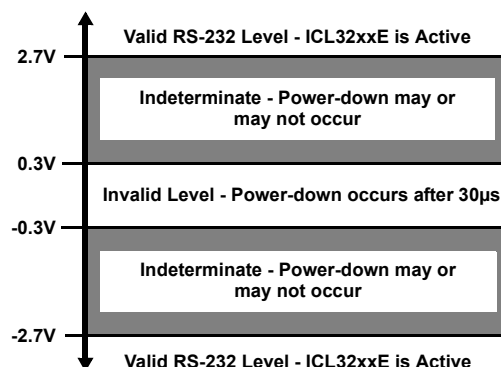 Valid RS-232 Level - ICL32xxE is Active
2.7V
Indeterminate - Power-down may or
may not occur
0.3V
Invalid Level - Power-down occurs after 30µs
-0.3V
Indeterminate - Power-down may or
may not occur
-2.7V
Valid RS-232 Level - ICL32xxE is Active